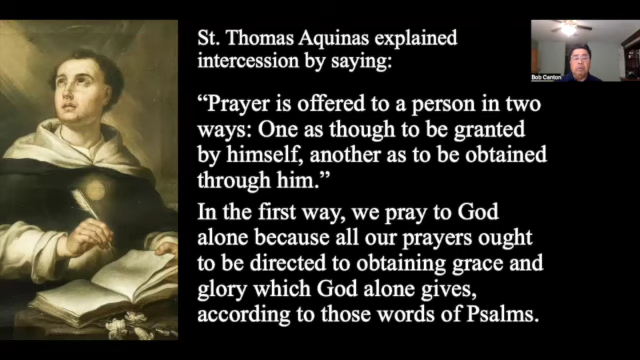 St. Thomas Aquinas explained
intercession by saying:
“Prayer is offered to a person in two
ways: One as though to be granted
by himself, another as to be obtained
through him.”
In the first way, we pray to God
alone because all our prayers ought
to be directed to obtaining grace and
glory which God alone gives,
according to those words of Psalms.
Bob Canton